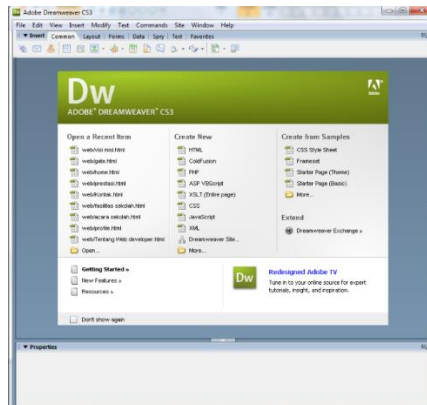 Adobe Dreamweaver CS3
File Edit View Insert Modify Text Commands Site Window Help
▼ Insert Common Layout Forms Data Spry Text Favorites
Dw
ADOBE® DREAMWEAVER® CS3
Adobe
Open a Recent Item
web/visi misi.html
web/gate.html
web/home.html
web/prestasi.html
web/Kontak.html
web/fasilitas sekolah.html
web/acara sekolah.html
web/profile.html
web/Tentang Web developer.html
Open...
Create New
HTML
ColdFusion
PHP
ASP VBScript
XSLT (Entire page)
CSS
JavaScript
XML
Dreamweaver Site...
More...
Create from Samples
CSS Style Sheet
Frameset
Starter Page (Theme)
Starter Page (Basic)
More...
Extend
Dreamweaver Exchange »
Getting Started »
New Features »
Resources »
Dw
Redesigned Adobe TV
Tune in to your online source for expert
tutorials, insight, and inspiration.
Don't show again
▼ Properties